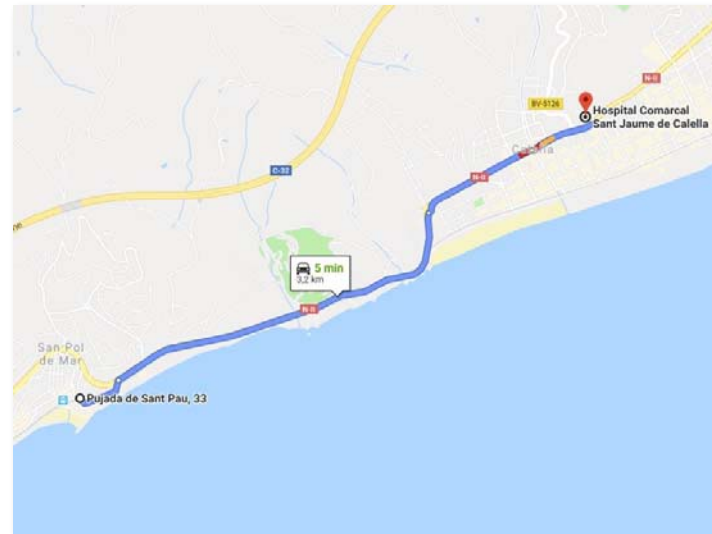 BV-5126
N-II
Hospital Comarcal
Sant Jaume de Calella
C-32
N-II
5 min
3,2 km
N-II
San Pol
de Mar
Pujada de Sant Pau, 33